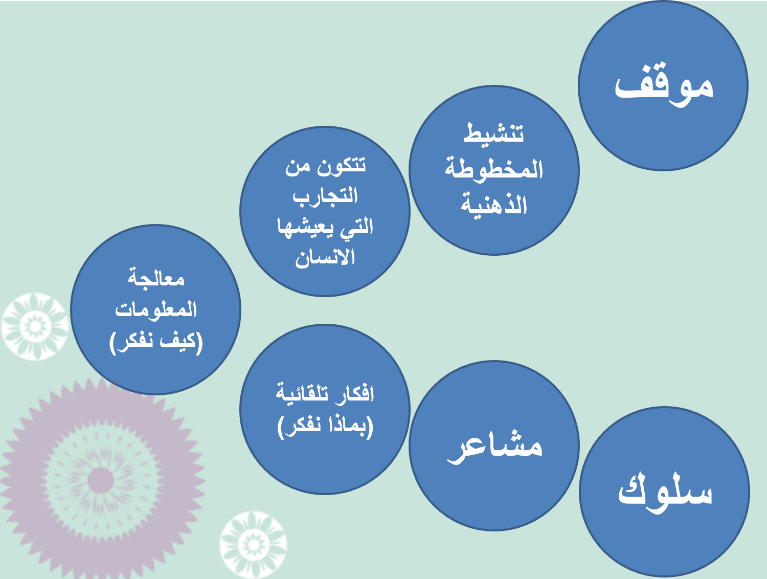 موقف
تنشيط
المخطوطة
الذهنية
تتكون من
التجارب
التي يعيشها
الانسان
معالجة
المعلومات
(كيف نفكر)
افكار تلقائية
(بماذا نفكر)
مشاعر
سلوك